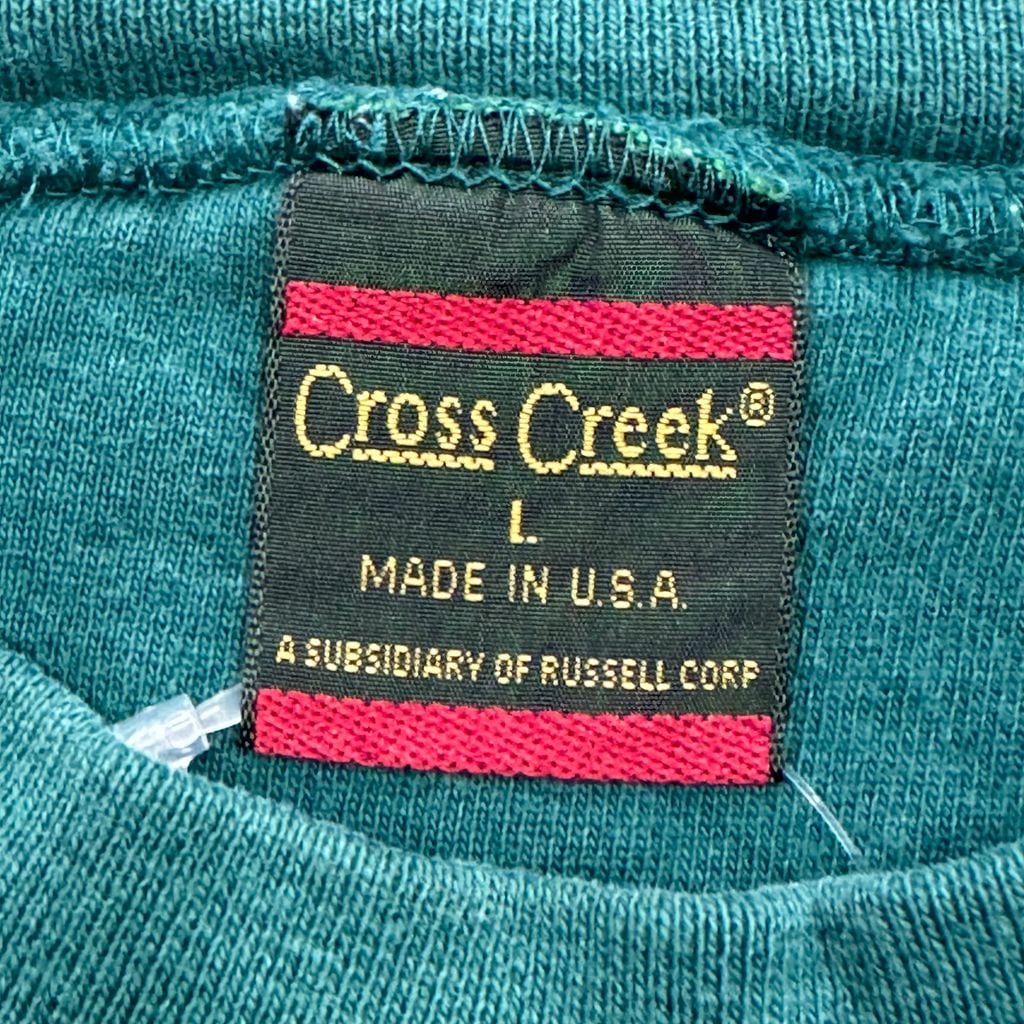 Cross Creek®
L
MADE IN U.S.A.
A SUBSIDIARY OF RUSSELL CORP